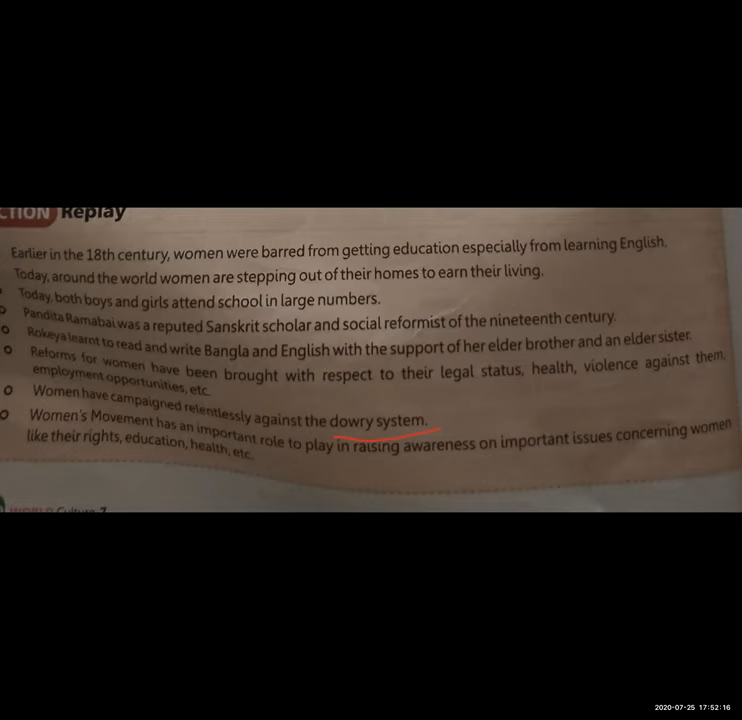 CTION Replay
Earlier in the 18th century, women were barred from getting education especially from learning English.
Today, around the world women are stepping out of their homes to earn their living.
Today, both boys and girls attend school in large numbers.
Pandita Ramabai was a reputed Sanskrit scholar and social reformist of the nineteenth century.
Rokeya learnt to read and write Bangla and English with the support of her elder brother and an elder sister.
Reforms for women have been brought with respect to their legal status, health, violence against them,
employment opportunities, etc.
Women have campaigned relentlessly against the dowry system.
Women's Movement has an important role to play in raising awareness on important issues concerning women
like their rights, education, health, etc.
WORLD Culture 7
2020-07-25 17:52:16